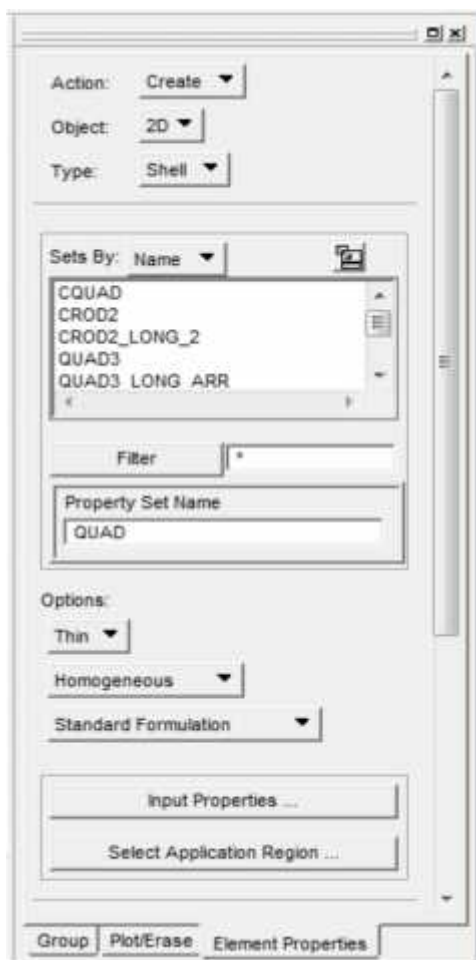 Action: Create
Object: 2D
Type: Shell
Sets By: Name
CQUAD
CROD2
CROD2_LONG_2
QUAD3
QUAD3_LONG_ARR
Filter *
Property Set Name
QUAD
Options:
Thin
Homogeneous
Standard Formulation
Input Properties ...
Select Application Region ...
Group Plot/Erase Element Properties